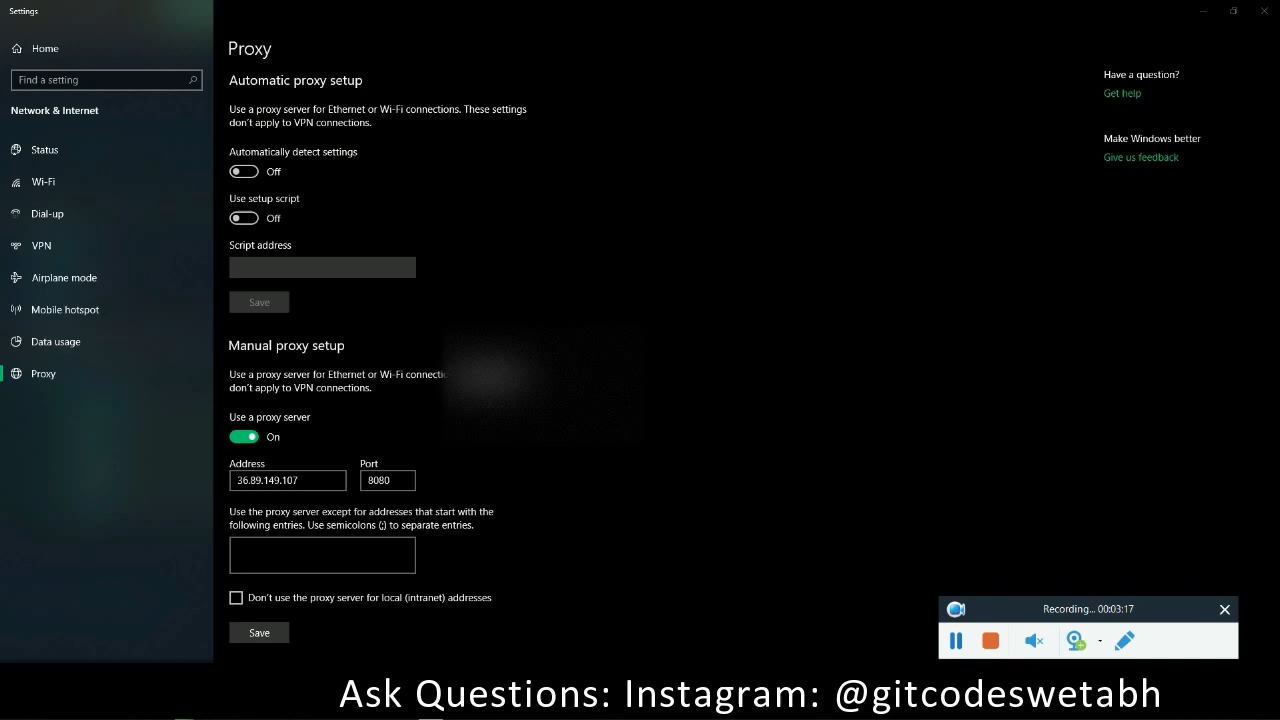 Settings
Home
Find a setting
Network & Internet
Status
Wi-Fi
Dial-up
VPN
Airplane mode
Mobile hotspot
Data usage
Proxy
Proxy
Automatic proxy setup
Use a proxy server for Ethernet or Wi-Fi connections. These settings
don't apply to VPN connections.
Automatically detect settings
Off
Use setup script
Off
Script address
Save
Manual proxy setup
Use a proxy server for Ethernet or Wi-Fi
don't apply to VPN connections.
Use a proxy server
On
Address Port
36.89.149.107 8080
Use the proxy server except for addresses that start with the
following entries. Use semicolons (;) to separate entries.
Don't use the proxy server for local (intranet) addresses
Save
Have a question?
Get help
Make Windows better
Give us feedback
Recording... 00:03:17
Ask Questions: Instagram: @gitcodeswetabh